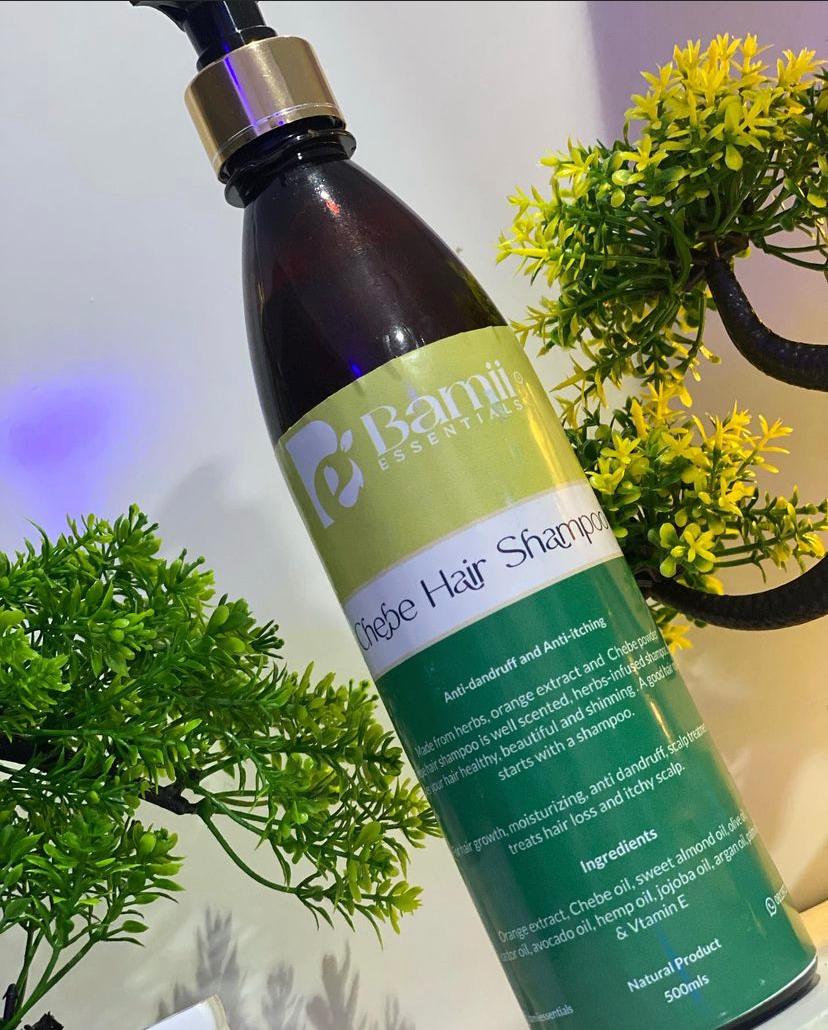 Bamii
ESSENTIALS
Chebe Hair Shampoo
Anti-dandruff and Anti-itching
Made from herbs, orange extract and Chebe powder
hair shampoo is well scented, herbs-infused shampoo
your hair healthy, beautiful and shinning. A good hair
starts with a shampoo.
hair growth, moisturizing, anti dandruff, scalp treatment
treats hair loss and itchy scalp.
Ingredients
Orange extract, Chebe oil, sweet almond oil, olive
oil, avocado oil, hemp oil, jojoba oil, argan oil,
& Vtamin E
Natural Product
500mls